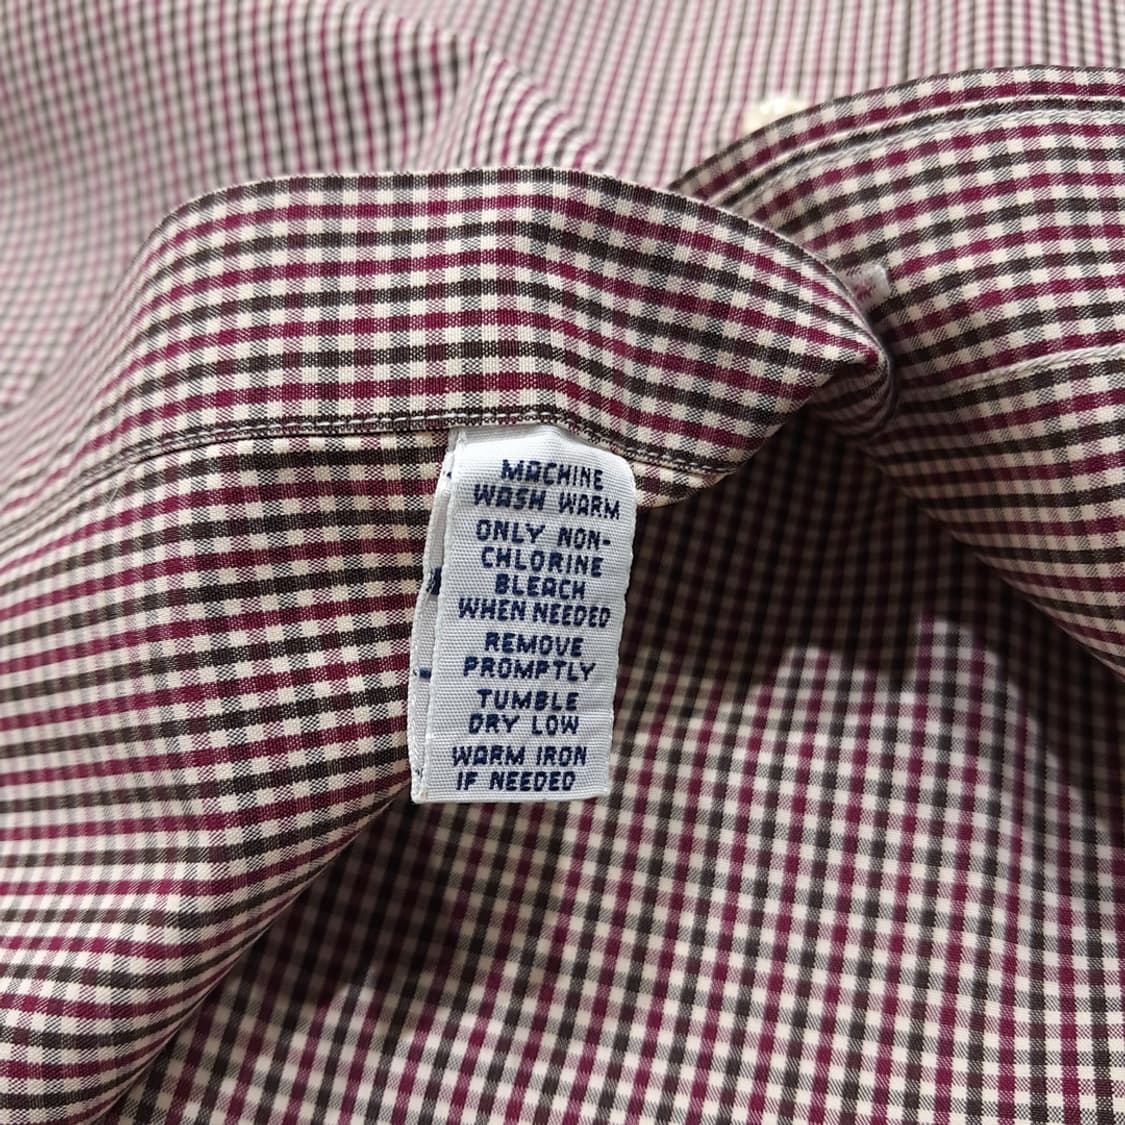 MACHINE
WASH WARM
ONLY NON-
CHLORINE
BLEACH
WHEN NEEDED
REMOVE
PROMPTLY
TUMBLE
DRY LOW
WARM IRON
IF NEEDED